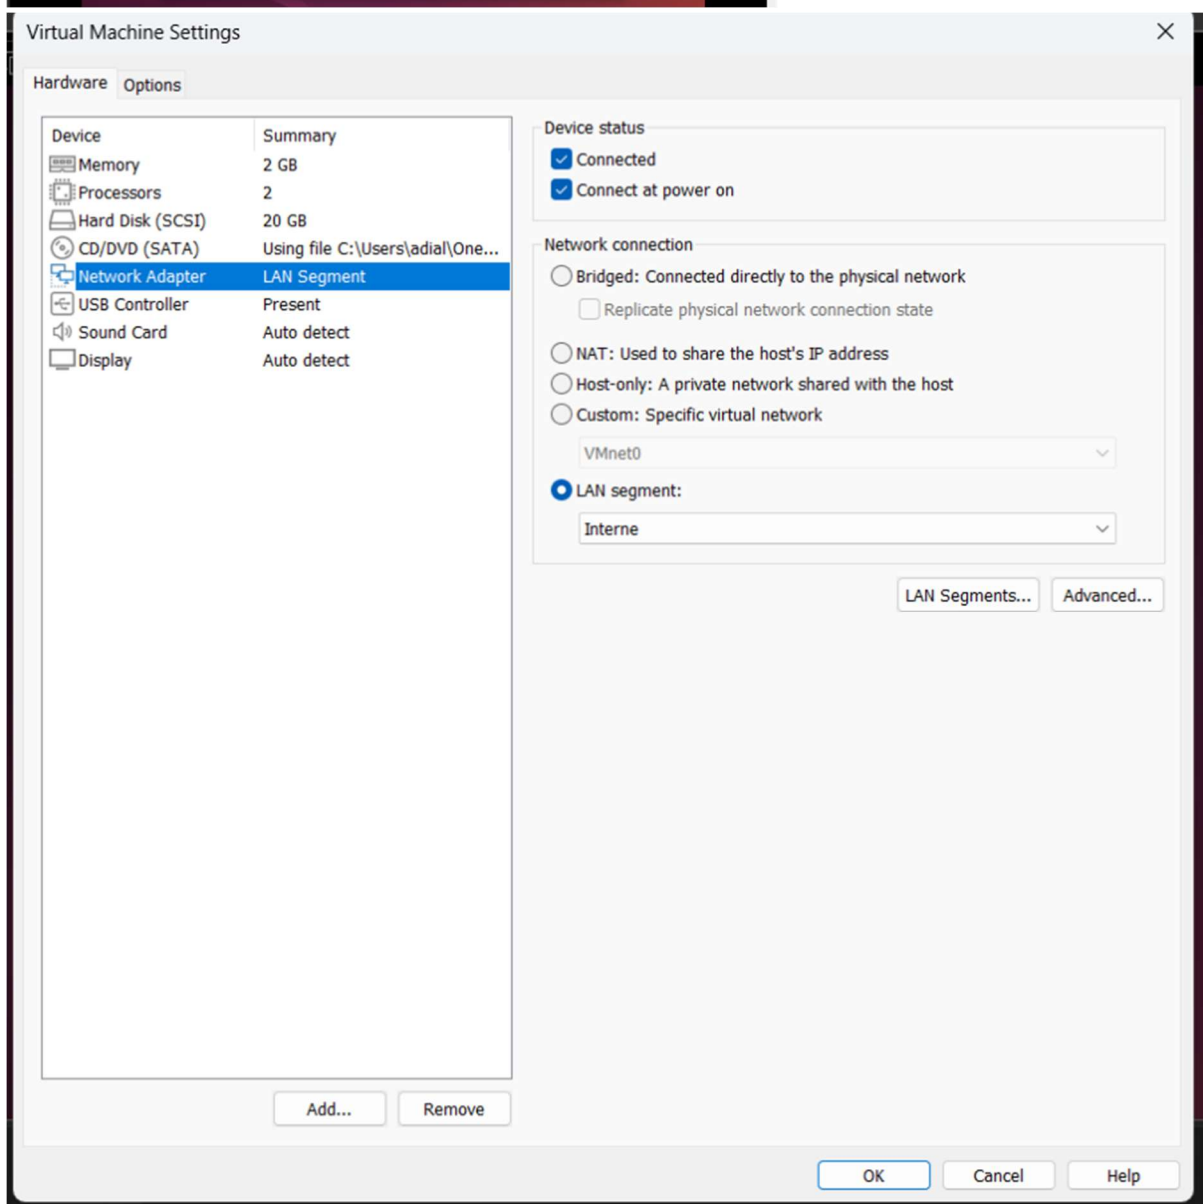 Virtual Machine Settings
Hardware Options
Device Summary
Memory 2 GB
Processors 2
Hard Disk (SCSI) 20 GB
CD/DVD (SATA) Using file C:\Users\adial\One...
Network Adapter LAN Segment
USB Controller Present
Sound Card Auto detect
Display Auto detect
Add... Remove
Device status
Connected
Connect at power on
Network connection
Bridged: Connected directly to the physical network
Replicate physical network connection state
NAT: Used to share the host's IP address
Host-only: A private network shared with the host
Custom: Specific virtual network
VMnet0
LAN segment:
Interne
LAN Segments... Advanced...
OK Cancel Help